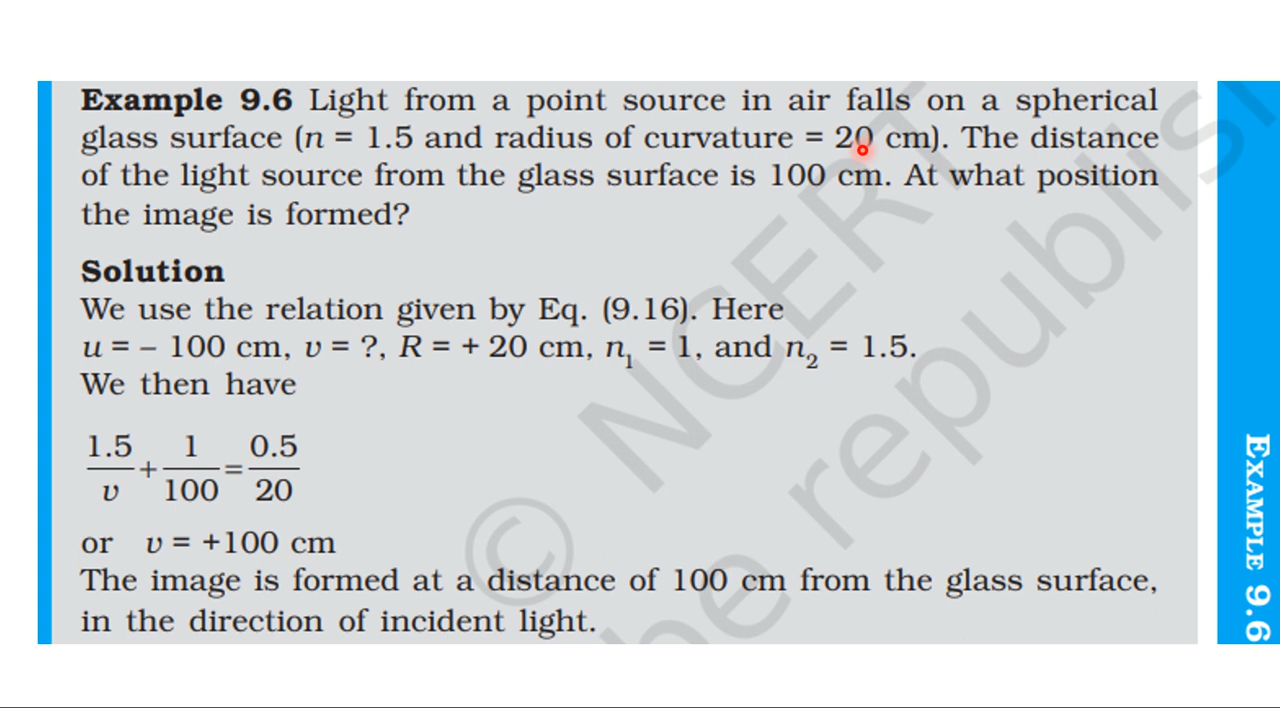 Example 9.6 Light from a point source in air falls on a spherical
glass surface (n = 1.5 and radius of curvature = 20 cm). The distance
of the light source from the glass surface is 100 cm. At what position
the image is formed?
Solution
We use the relation given by Eq. (9.16). Here
u = – 100 cm, v = ?, R = + 20 cm, n₁ = 1, and n₂ = 1.5.
We then have
1.5/v + 1/100 = 0.5/20
or v = +100 cm
The image is formed at a distance of 100 cm from the glass surface,
in the direction of incident light.
EXAMPLE 9.6
© NCERT
be republish